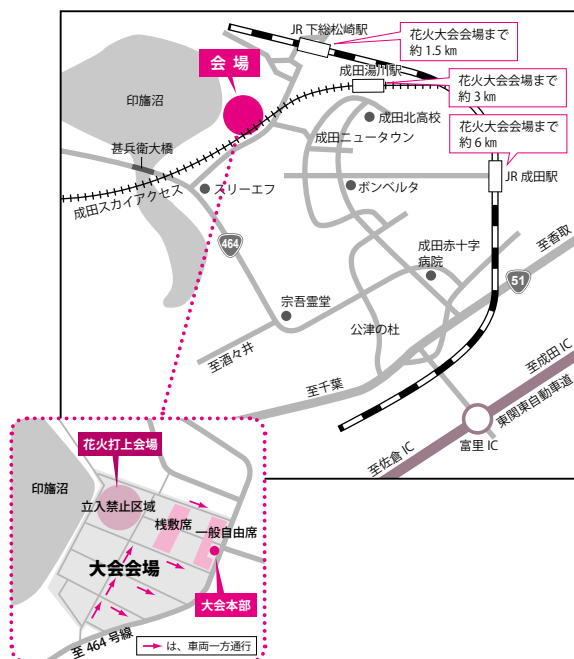 JR 下総松崎駅
花火大会会場まで
約 1.5 km
会 場
成田湯川駅
花火大会会場まで
約 3 km
印旛沼
成田北高校
成田ニュータウン
花火大会会場まで
約 6 km
甚兵衛大橋
JR 成田駅
成田スカイアクセス
スリーエフ
ボンベルタ
464
成田赤十字
病院
至香取
51
宗吾霊堂
公津の杜
至酒々井
至千葉
至成田 IC
東関東自動車道
富里 IC
至佐倉 IC
花火打上会場
印旛沼
立入禁止区域
桟敷席
一般自由席
大会会場
大会本部
至 464 号線
は、車両一方通行